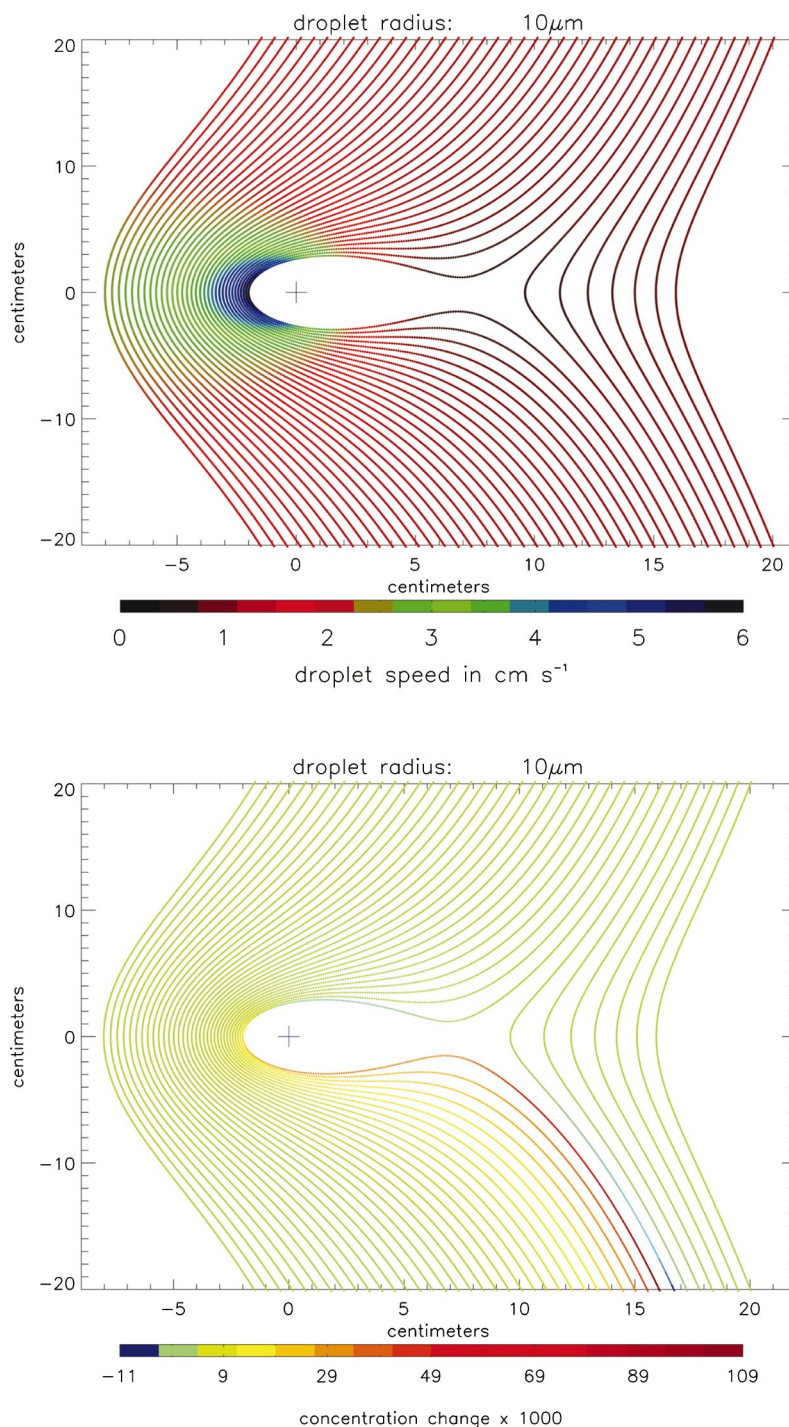 droplet radius: 10μm
20
10
0
−10
−20
centimeters
−5 0 5 10 15 20
centimeters
0 1 2 3 4 5 6
droplet speed in cm s⁻¹
droplet radius: 10μm
20
10
0
−10
−20
centimeters
−5 0 5 10 15 20
centimeters
−11 9 29 49 69 89 109
concentration change x 1000